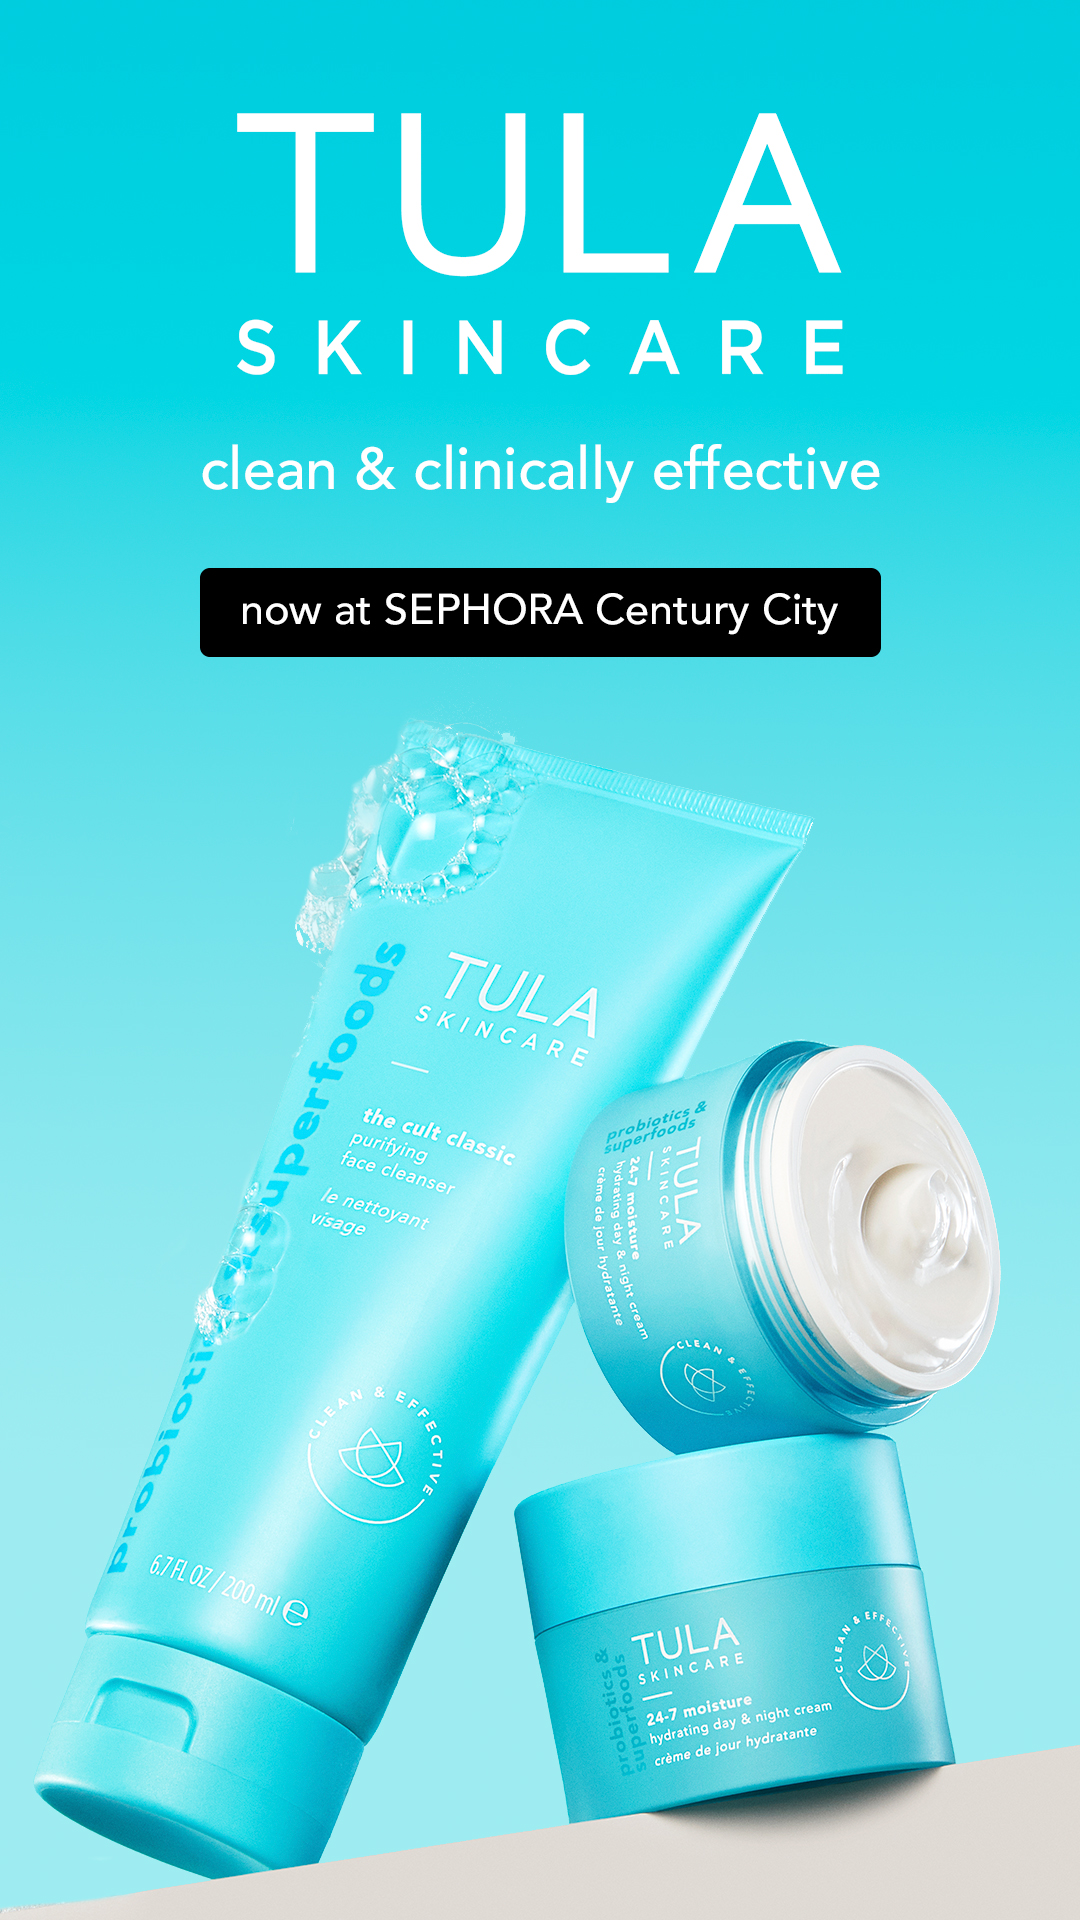 TULA
SKINCARE
clean & clinically effective
now at SEPHORA Century City
TULA
SKINCARE
the cult classic
purifying
face cleanser
le nettoyant
visage
superfoods
CLEAN & EFFECTIVE
6.7 FL OZ / 200 ml e
probiotics &
superfoods
TULA
SKINCARE
24-7 moisture
hydrating day & night cream
crème de jour hydratante
CLEAN & EFFECTIVE
probiotics &
superfoods
TULA
SKINCARE
24-7 moisture
hydrating day & night cream
crème de jour hydratante
CLEAN & EFFECTIVE